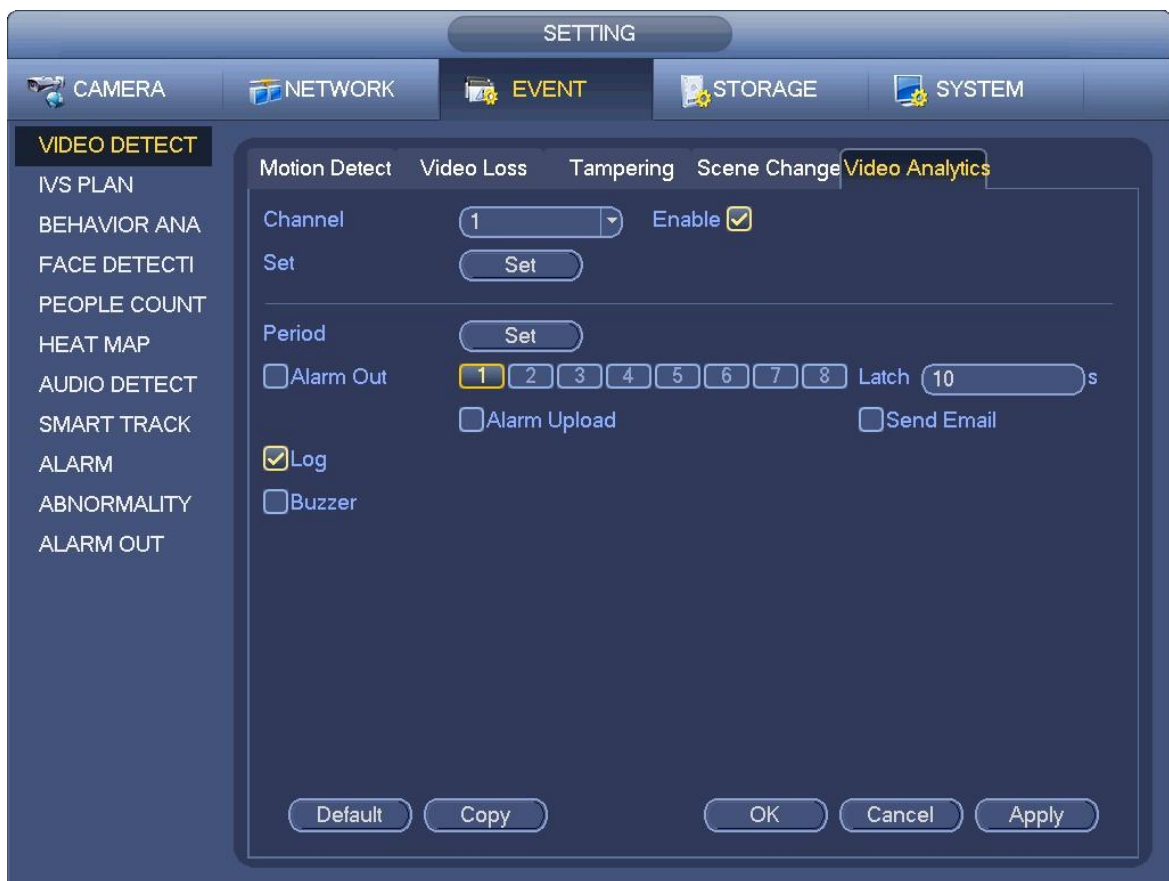 SETTING
CAMERA NETWORK EVENT STORAGE SYSTEM
VIDEO DETECT
IVS PLAN
BEHAVIOR ANA
FACE DETECTI
PEOPLE COUNT
HEAT MAP
AUDIO DETECT
SMART TRACK
ALARM
ABNORMALITY
ALARM OUT
Motion Detect Video Loss Tampering Scene Change Video Analytics
Channel 1 Enable
Set Set
Period Set
Alarm Out 1 2 3 4 5 6 7 8 Latch 10 s
Alarm Upload Send Email
Log
Buzzer
Default Copy OK Cancel Apply